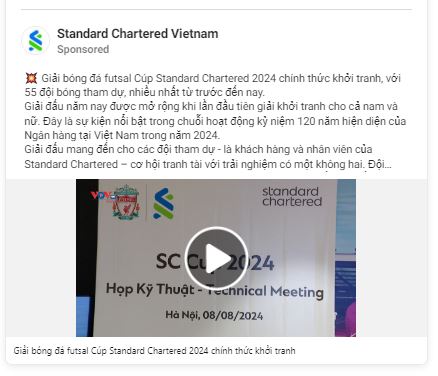 Standard Chartered Vietnam
Sponsored
💥 Giải bóng đá futsal Cúp Standard Chartered 2024 chính thức khởi tranh, với
55 đội bóng tham dự, nhiều nhất từ trước đến nay.
Giải đấu năm nay được mở rộng khi lần đầu tiên giải khởi tranh cho cả nam và
nữ. Đây là sự kiện nổi bật trong chuỗi hoạt động kỷ niệm 120 năm hiện diện của
Ngân hàng tại Việt Nam trong năm 2024.
Giải đấu mang đến cho các đội tham dự - là khách hàng và nhân viên của
Standard Chartered – cơ hội tranh tài với trải nghiệm có một không hai. Đội...
standard
chartered
SC Cup 2024
Họp Kỹ Thuật - Technical Meeting
Hà Nội, 08/08/2024
Giải bóng đá futsal Cúp Standard Chartered 2024 chính thức khởi tranh